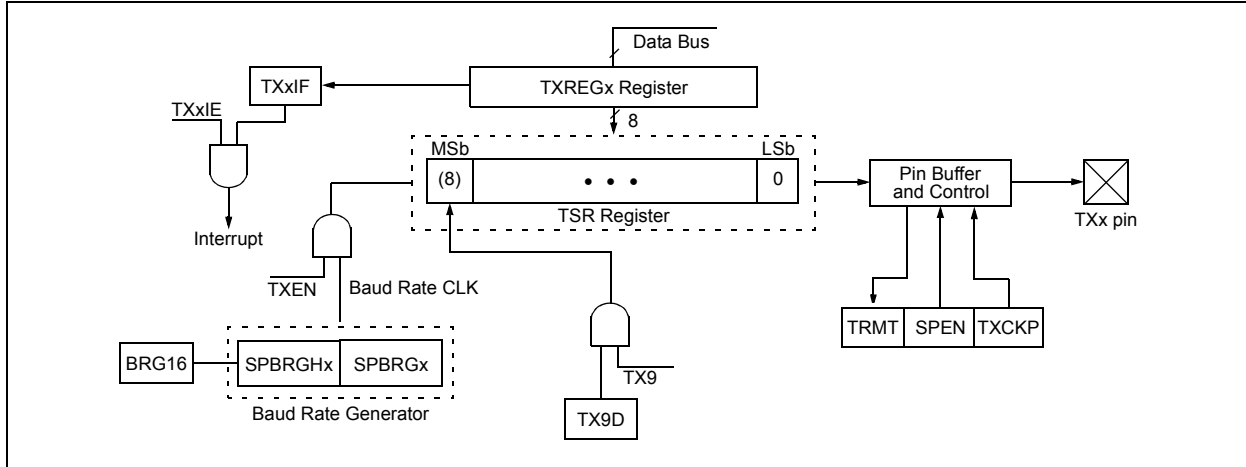 Data Bus
TXxIF
TXREGx Register
TXxIE
8
MSb
LSb
(8)
• • •
0
TSR Register
Pin Buffer
and Control
TXx pin
Interrupt
TXEN
Baud Rate CLK
TRMT
SPEN
TXCKP
BRG16
SPBRGHx
SPBRGx
TX9
Baud Rate Generator
TX9D